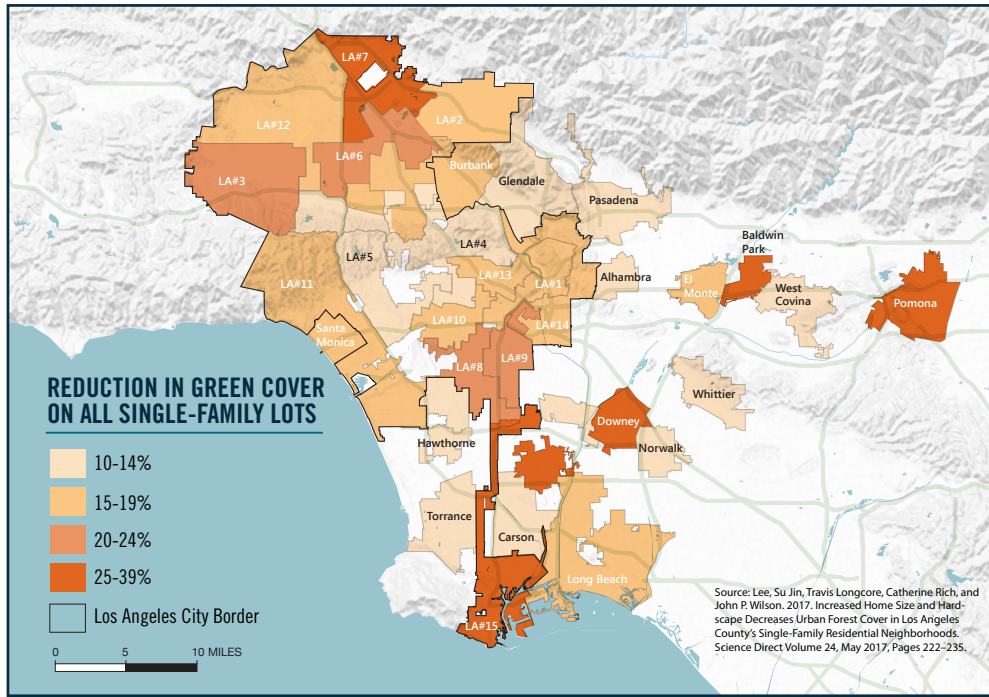 LA#7
LA#12
LA#2
LA#6
LA#3
Burbank
Glendale
Pasadena
LA#5
LA#4
Baldwin
Park
LA#11
LA#13
LA#1
Alhambra
El
Monte
West
Covina
Pomona
Santa
Monica
LA#10
LA#14
LA#8
LA#9
Whittier
REDUCTION IN GREEN COVER
ON ALL SINGLE-FAMILY LOTS
Downey
Hawthorne
Norwalk
10-14%
15-19%
20-24%
25-39%
Los Angeles City Border
Torrance
Carson
Long Beach
LA#15
0 5 10 MILES
Source: Lee, Su Jin, Travis Longcore, Catherine Rich, and
John P. Wilson. 2017. Increased Home Size and Hard-
scape Decreases Urban Forest Cover in Los Angeles
County's Single-Family Residential Neighborhoods.
Science Direct Volume 24, May 2017, Pages 222–235.